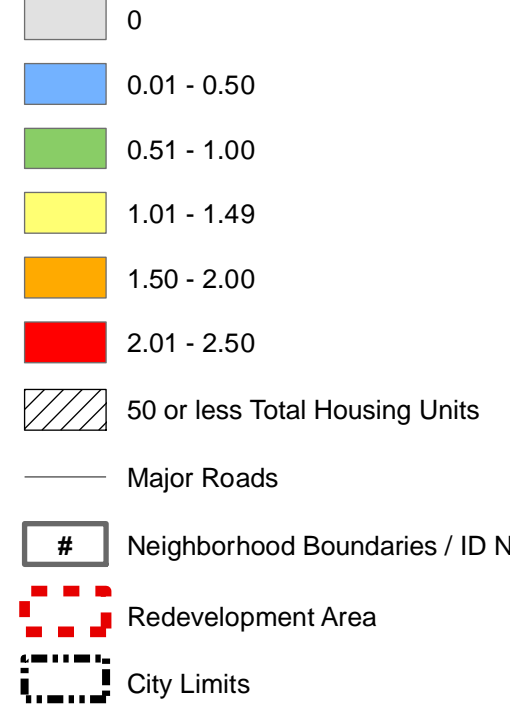 0
0.01 - 0.50
0.51 - 1.00
1.01 - 1.49
1.50 - 2.00
2.01 - 2.50
50 or less Total Housing Units
Major Roads
# Neighborhood Boundaries / ID N
Redevelopment Area
City Limits